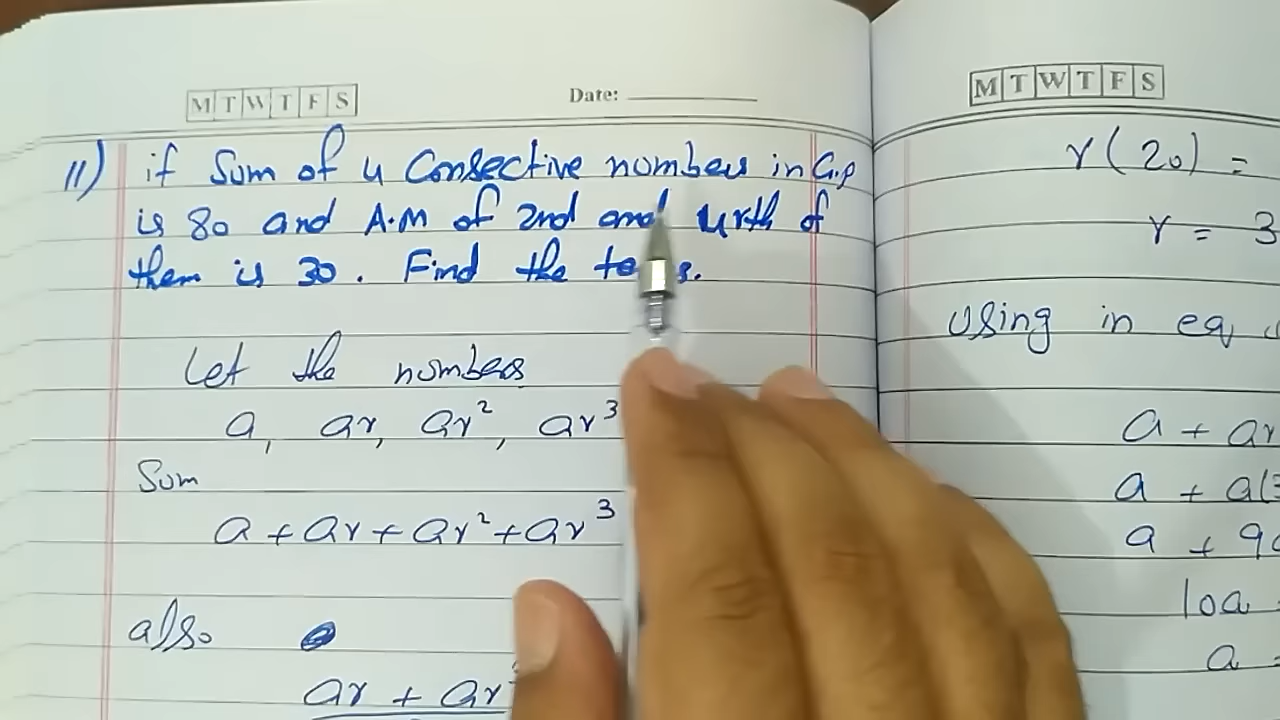 M T W T F S
Date:
11) if Sum of 4 Consective numbers in G.p
is 80 and A.M of 2nd and 4rth of
them is 30. Find the
Let the numbers
a, ar, ar², ar³
Sum
a + ar + ar² + ar³
also
ar + ar
M T W T F S
r(20) =
r = 3
using in eq
a + ar
a + a(3
a + 9a
10a
a =